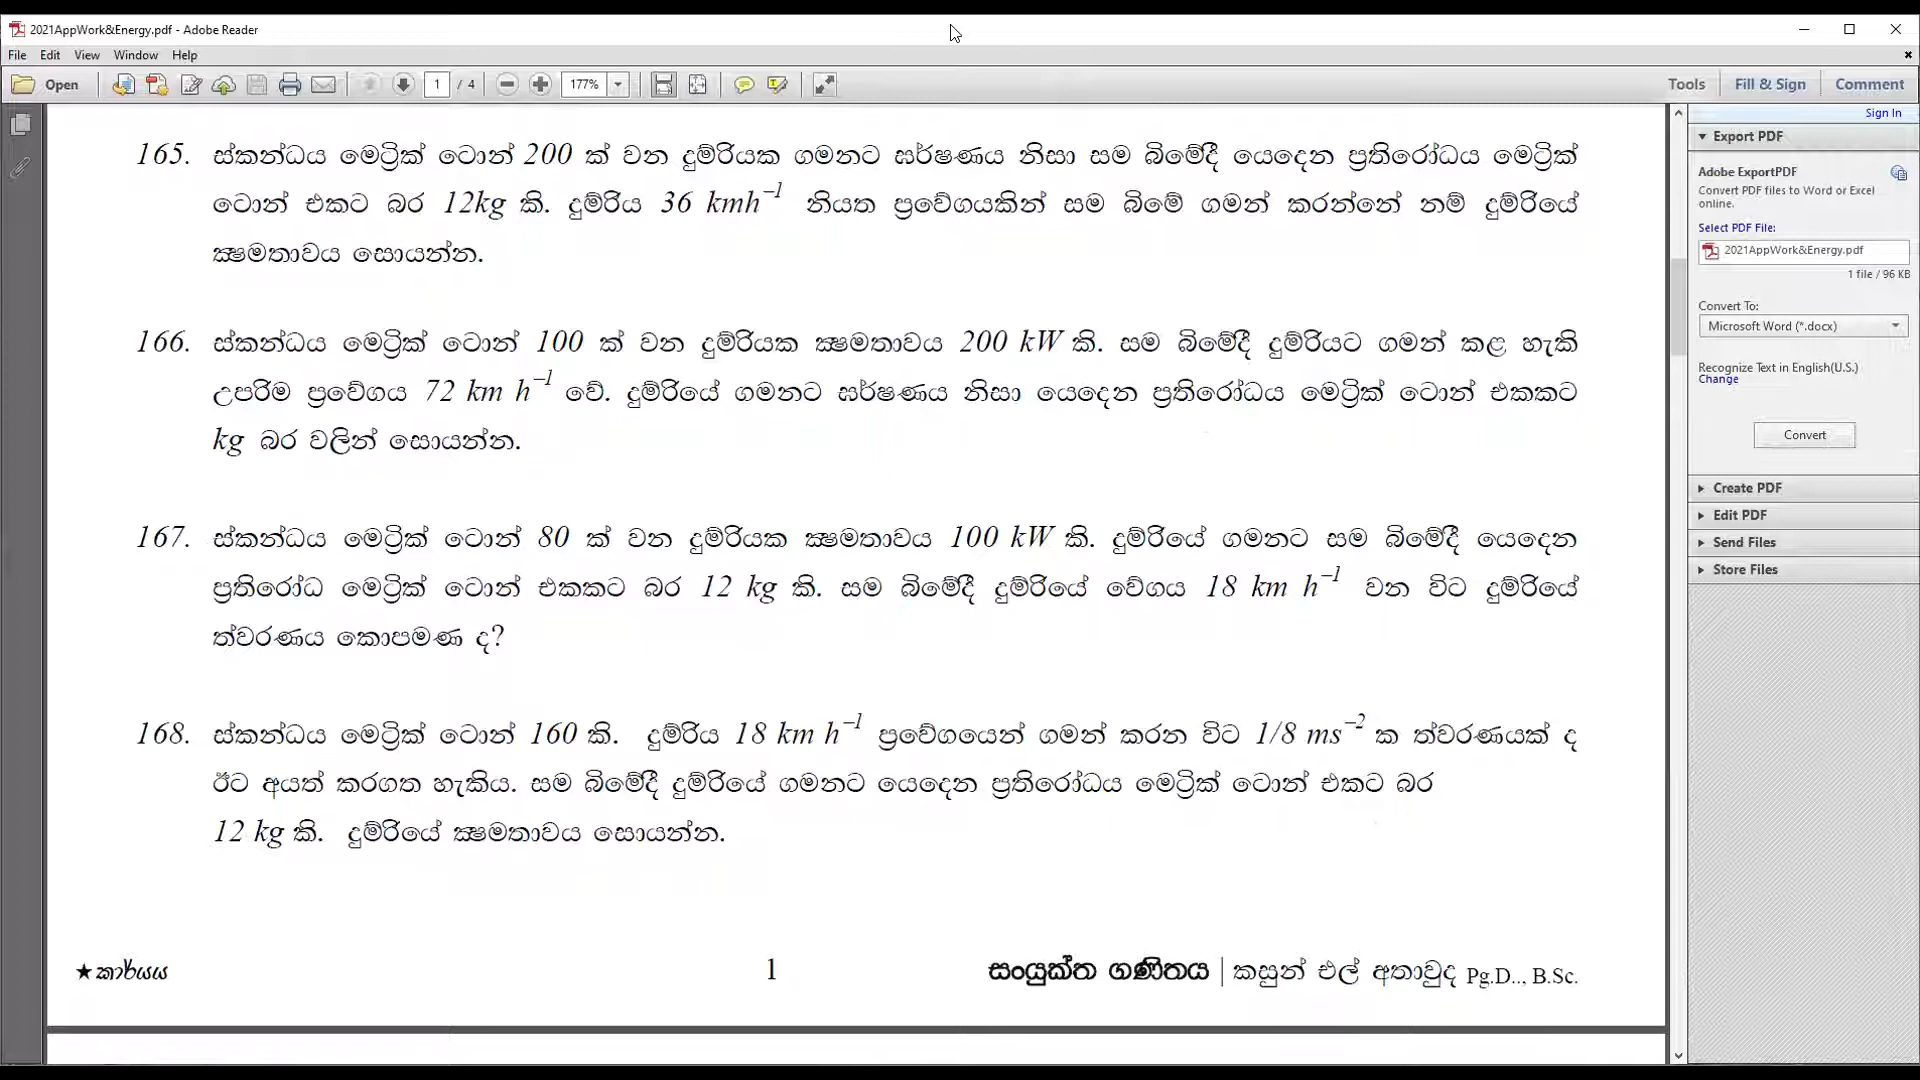 2021AppWork&Energy.pdf - Adobe Reader
File Edit View Window Help
Open 1 / 4 177% Tools Fill & Sign Comment
Sign In
Export PDF
Adobe ExportPDF
Convert PDF files to Word or Excel online.
Select PDF File:
2021AppWork&Energy.pdf
1 file / 96 KB
Convert To:
Microsoft Word (*.docx)
Recognize Text in English(U.S.)
Change
Convert
Create PDF
Edit PDF
Send Files
Store Files
165. ස්කන්ධය මෙට්‍රික් ටොන් 200 ක් වන දුම්රියක ගමනට ඝර්ෂණය නිසා සම බිමේදී යෙදෙන ප්‍රතිරෝධය මෙට්‍රික්
ටොන් එකට බර 12kg කි. දුම්රිය 36 kmh⁻¹ නියත ප්‍රවේගයකින් සම බිමේ ගමන් කරන්නේ නම් දුම්රියේ
ක්‍ෂමතාවය සොයන්න.
166. ස්කන්ධය මෙට්‍රික් ටොන් 100 ක් වන දුම්රියක ක්‍ෂමතාවය 200 kW කි. සම බිමේදී දුම්රියට ගමන් කළ හැකි
උපරිම ප්‍රවේගය 72 km h⁻¹ වේ. දුම්රියේ ගමනට ඝර්ෂණය නිසා යෙදෙන ප්‍රතිරෝධය මෙට්‍රික් ටොන් එකකට
kg බර වලින් සොයන්න.
167. ස්කන්ධය මෙට්‍රික් ටොන් 80 ක් වන දුම්රියක ක්‍ෂමතාවය 100 kW කි. දුම්රියේ ගමනට සම බිමේදී යෙදෙන
ප්‍රතිරෝධ මෙට්‍රික් ටොන් එකකට බර 12 kg කි. සම බිමේදී දුම්රියේ වේගය 18 km h⁻¹ වන විට දුම්රියේ
ත්වරණය කොපමණ ද?
168. ස්කන්ධය මෙට්‍රික් ටොන් 160 කි. දුම්රිය 18 km h⁻¹ ප්‍රවේගයෙන් ගමන් කරන විට 1/8 ms⁻² ක ත්වරණයක් ද
ඊට අයත් කරගත හැකිය. සම බිමේදී දුම්රියේ ගමනට යෙදෙන ප්‍රතිරෝධය මෙට්‍රික් ටොන් එකට බර
12 kg කි. දුම්රියේ ක්‍ෂමතාවය සොයන්න.
★කාර්යය 1 සංයුක්ත ගණිතය | කසුන් එල් අතාවුද Pg.D.., B.Sc.